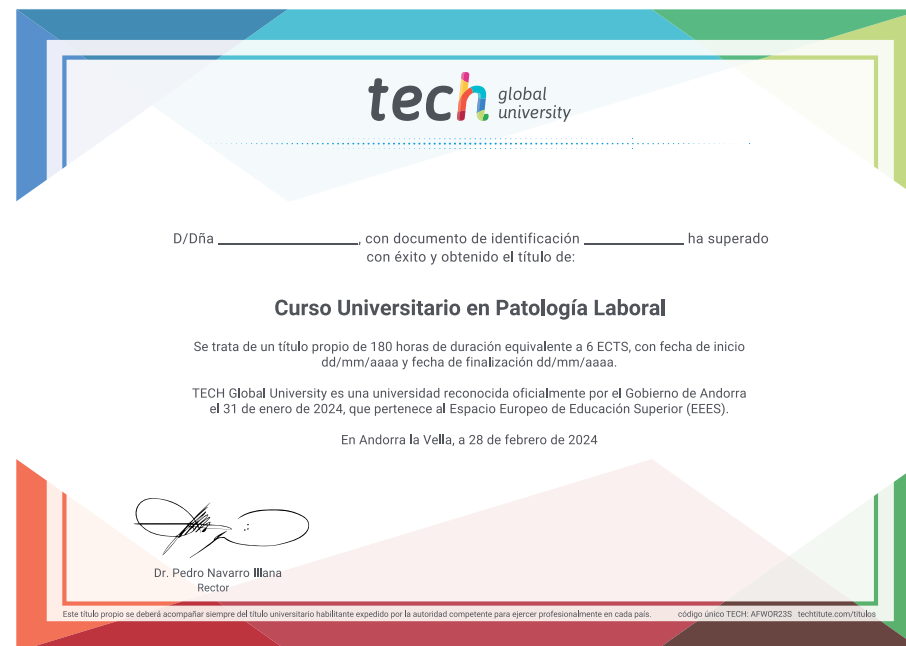 tech global university
D/Dña ____________________, con documento de identificación ______________ ha superado
con éxito y obtenido el título de:
Curso Universitario en Patología Laboral
Se trata de un título propio de 180 horas de duración equivalente a 6 ECTS, con fecha de inicio
dd/mm/aaaa y fecha de finalización dd/mm/aaaa.
TECH Global University es una universidad reconocida oficialmente por el Gobierno de Andorra
el 31 de enero de 2024, que pertenece al Espacio Europeo de Educación Superior (EEES).
En Andorra la Vella, a 28 de febrero de 2024
Dr. Pedro Navarro Illana
Rector
Este título propio se deberá acompañar siempre del título universitario habilitante expedido por la autoridad competente para ejercer profesionalmente en cada país. código único TECH: AFWOR23S techtitute.com/titulos